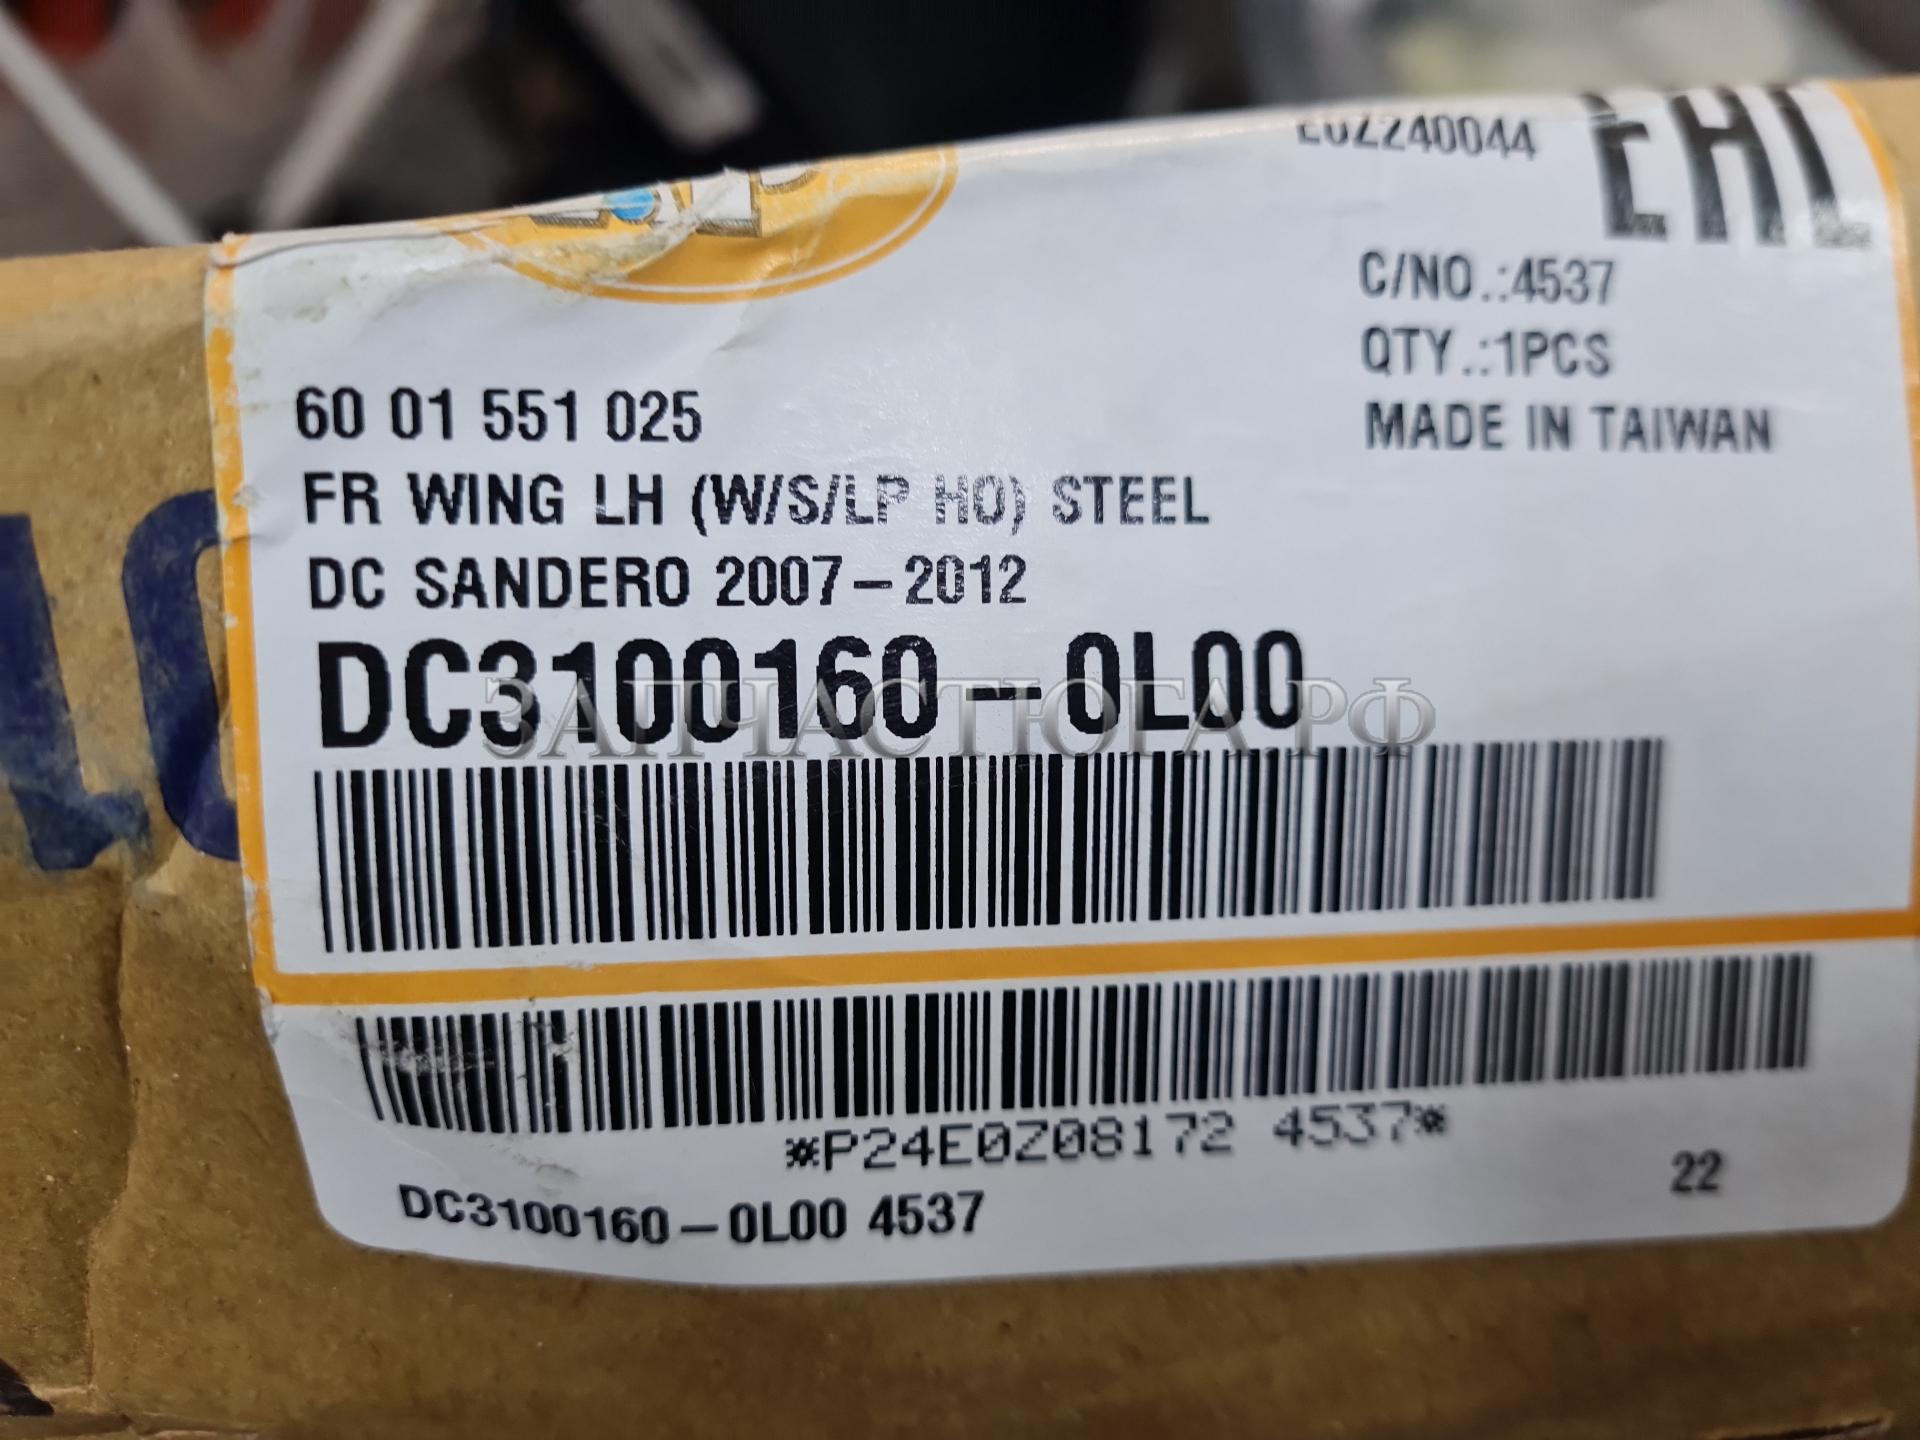 E0Z240044
EAC
C/NO.:4537
QTY.:1PCS
MADE IN TAIWAN
60 01 551 025
FR WING LH (W/S/LP HO) STEEL
DC SANDERO 2007-2012
DC3100160-0L00
ЗАПЧАСТЮГА.РФ
*P24E0Z08172 4537*
DC3100160-0L00 4537
22